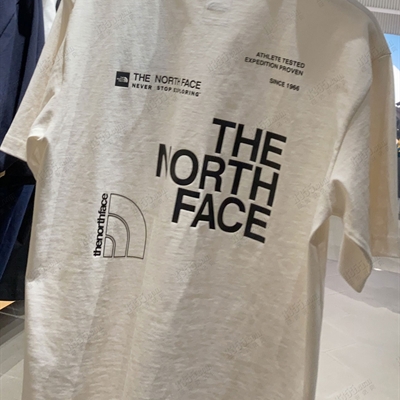 THE NORTH FACE
NEVER STOP EXPLORING
ATHLETE TESTED
EXPEDITION PROVEN
SINCE 1966
THE
NORTH
FACE
thenorthface